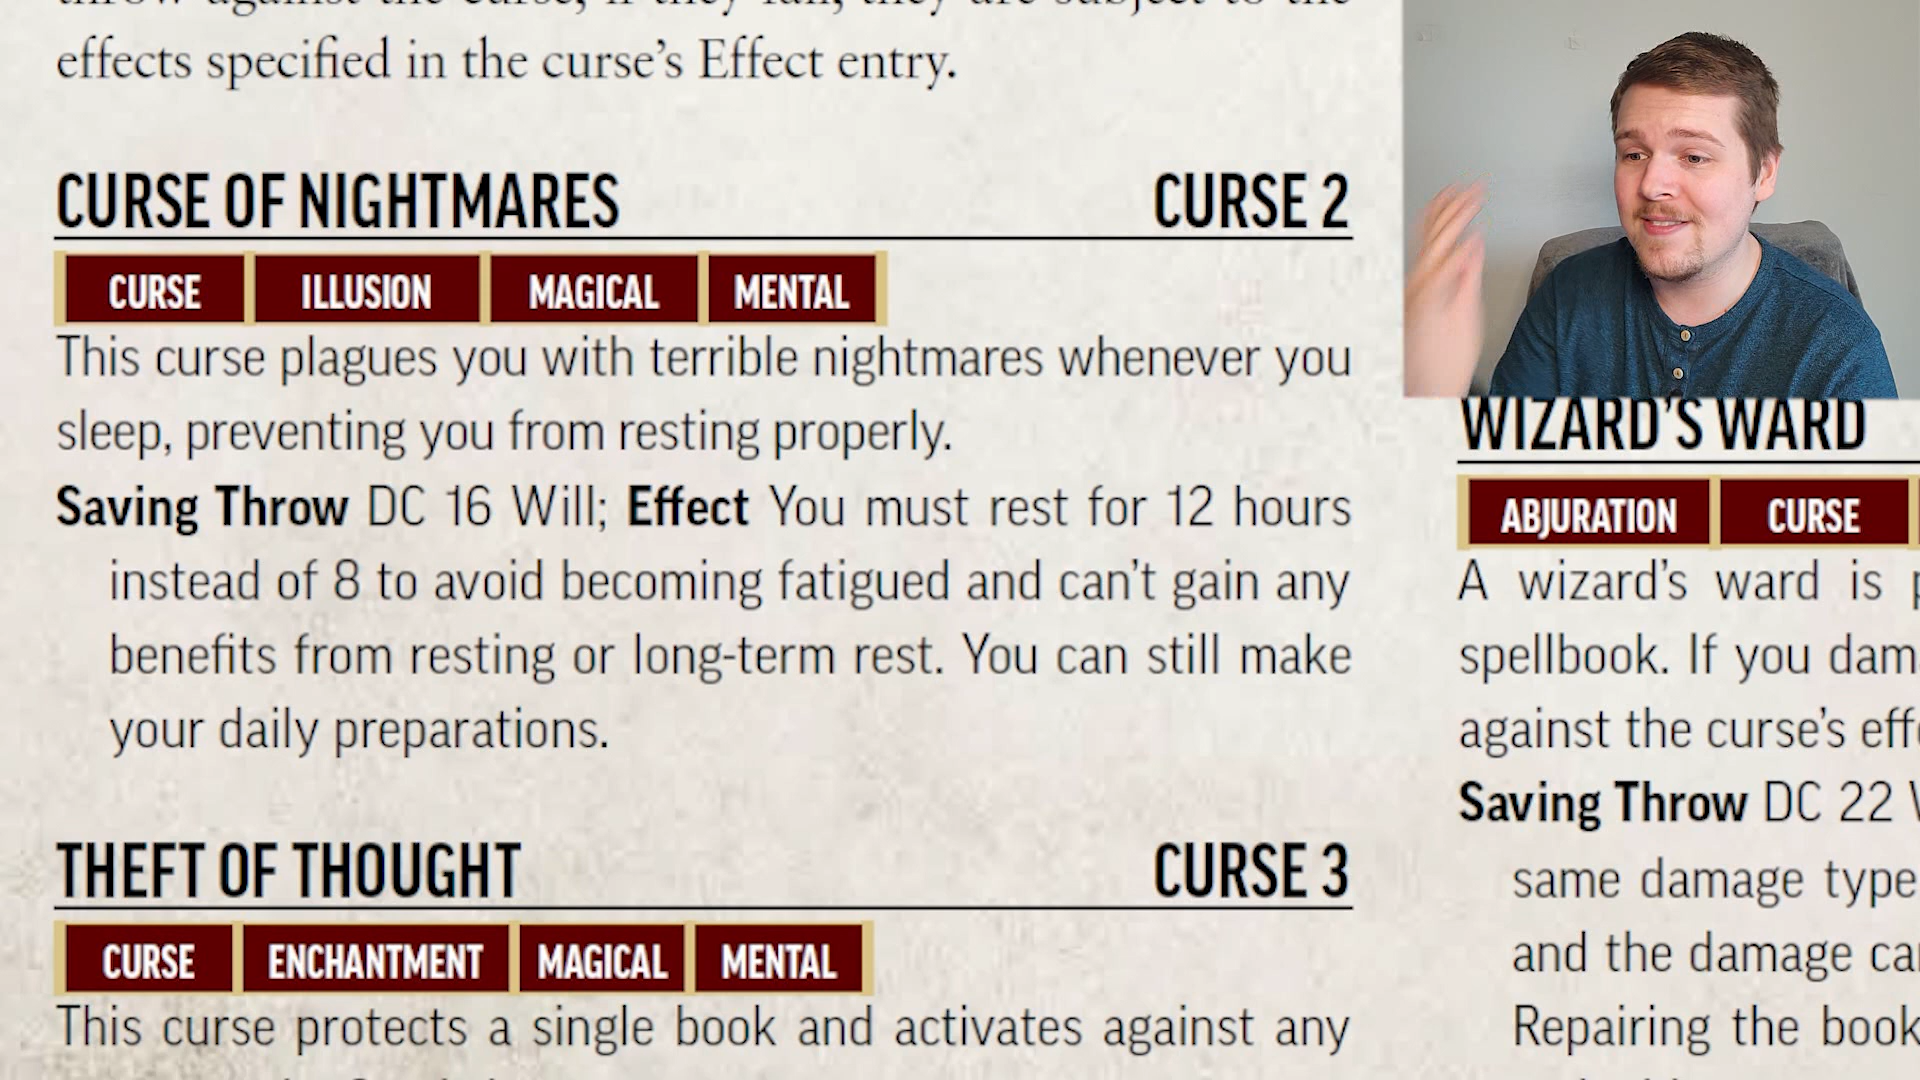 effects specified in the curse's Effect entry.
CURSE OF NIGHTMARES CURSE 2
CURSE ILLUSION MAGICAL MENTAL
This curse plagues you with terrible nightmares whenever you
sleep, preventing you from resting properly.
Saving Throw DC 16 Will; Effect You must rest for 12 hours
instead of 8 to avoid becoming fatigued and can't gain any
benefits from resting or long-term rest. You can still make
your daily preparations.
THEFT OF THOUGHT CURSE 3
CURSE ENCHANTMENT MAGICAL MENTAL
This curse protects a single book and activates against any
WIZARD'S WARD
ABJURATION CURSE
A wizard's ward is
spellbook. If you dam
against the curse's eff
Saving Throw DC 22
same damage type
and the damage ca
Repairing the book